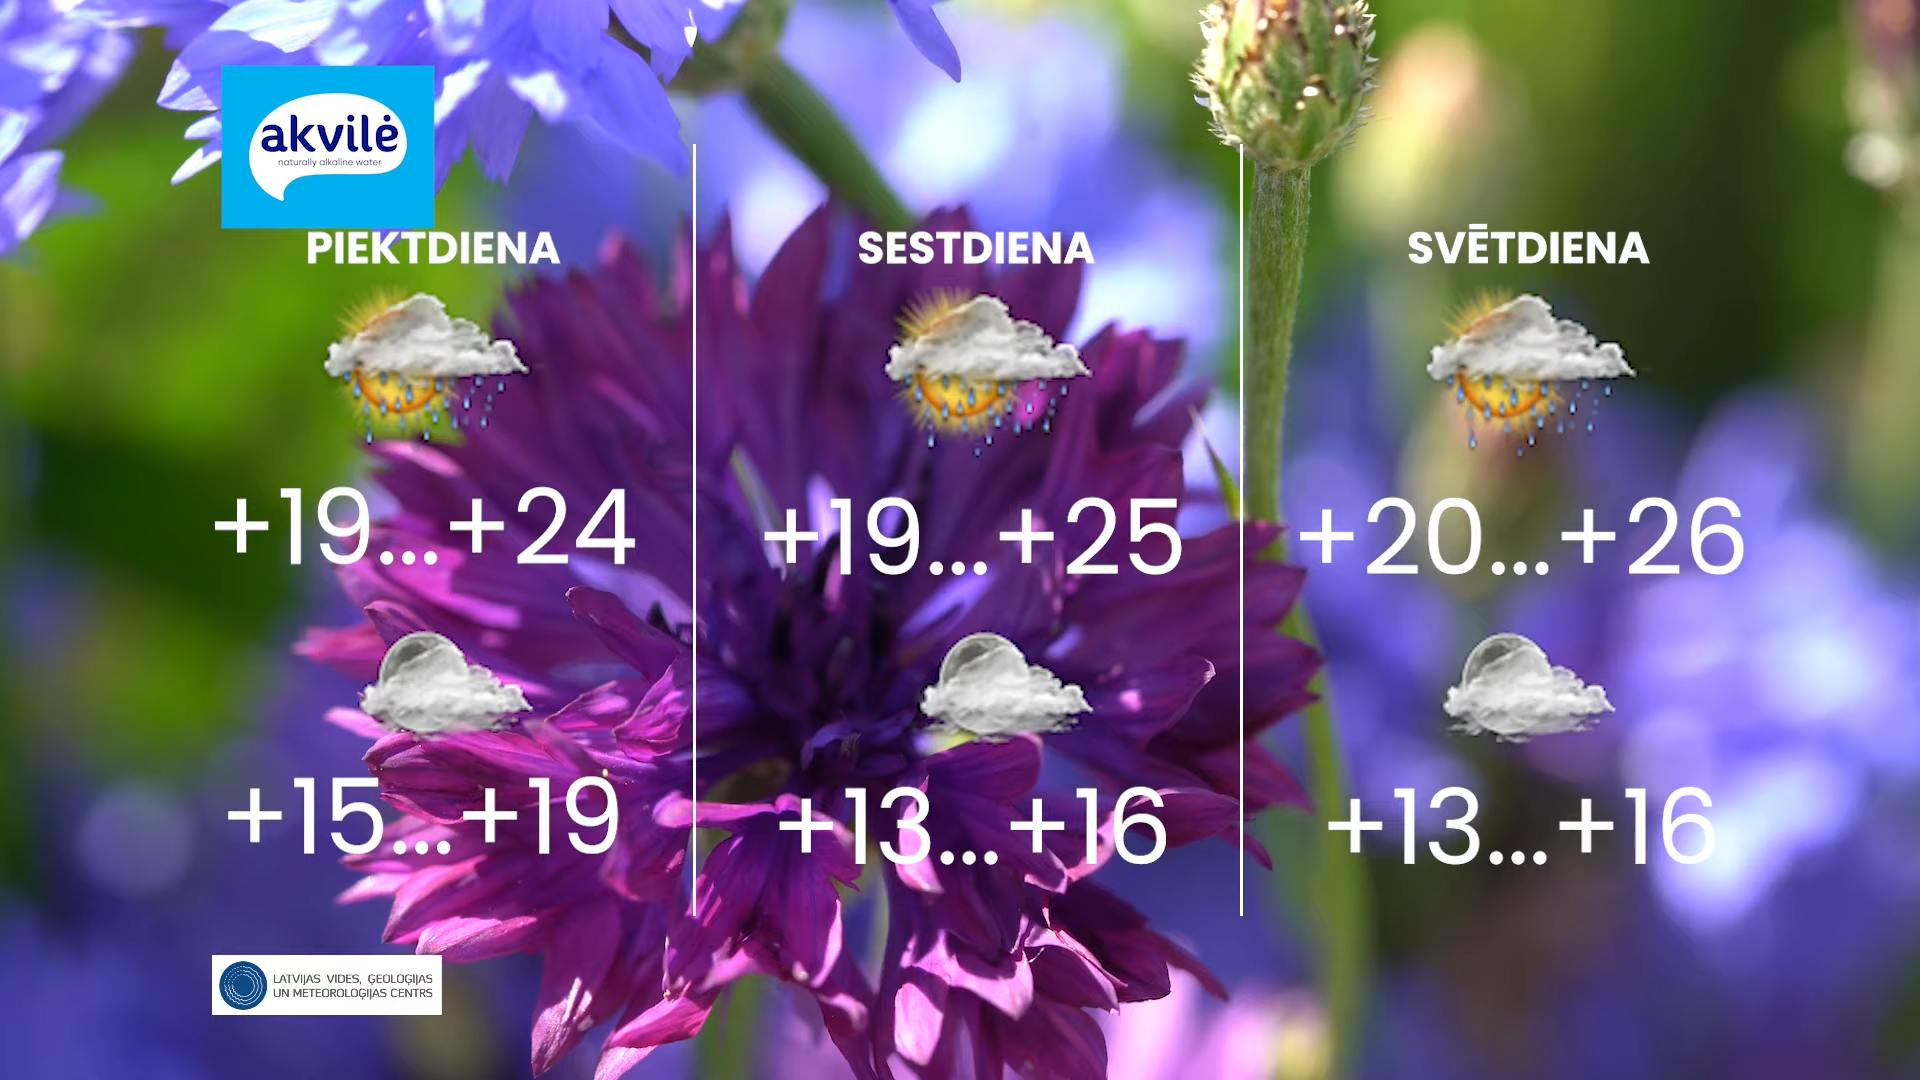 akvilė
naturally alkaline water
PIEKTDIENA
+19...+24
+15...+19
SESTDIENA
+19...+25
+13...+16
SVĒTDIENA
+20...+26
+13...+16
LATVIJAS VIDES, ĢEOLOĢIJAS
UN METEOROLOĢIJAS CENTRS